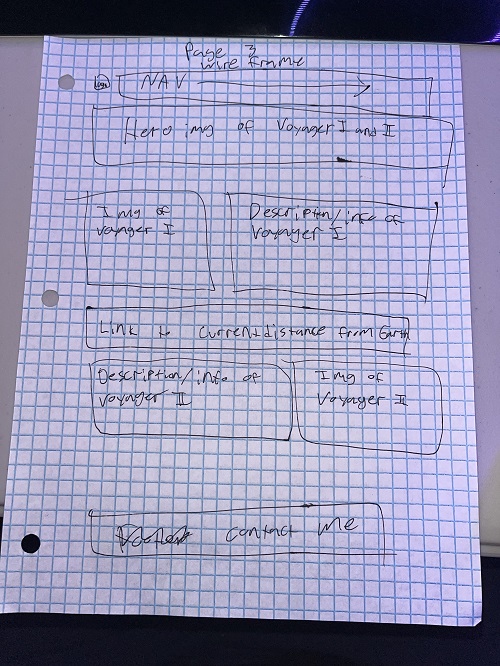 Page 3
wire frame
Logo NAV
Hero img of Voyager I and II
Img of
Voyager I
Description/info of
Voyager I
Link to current distance from Earth
Description/info of
Voyager II
Img of
Voyager II
contact me